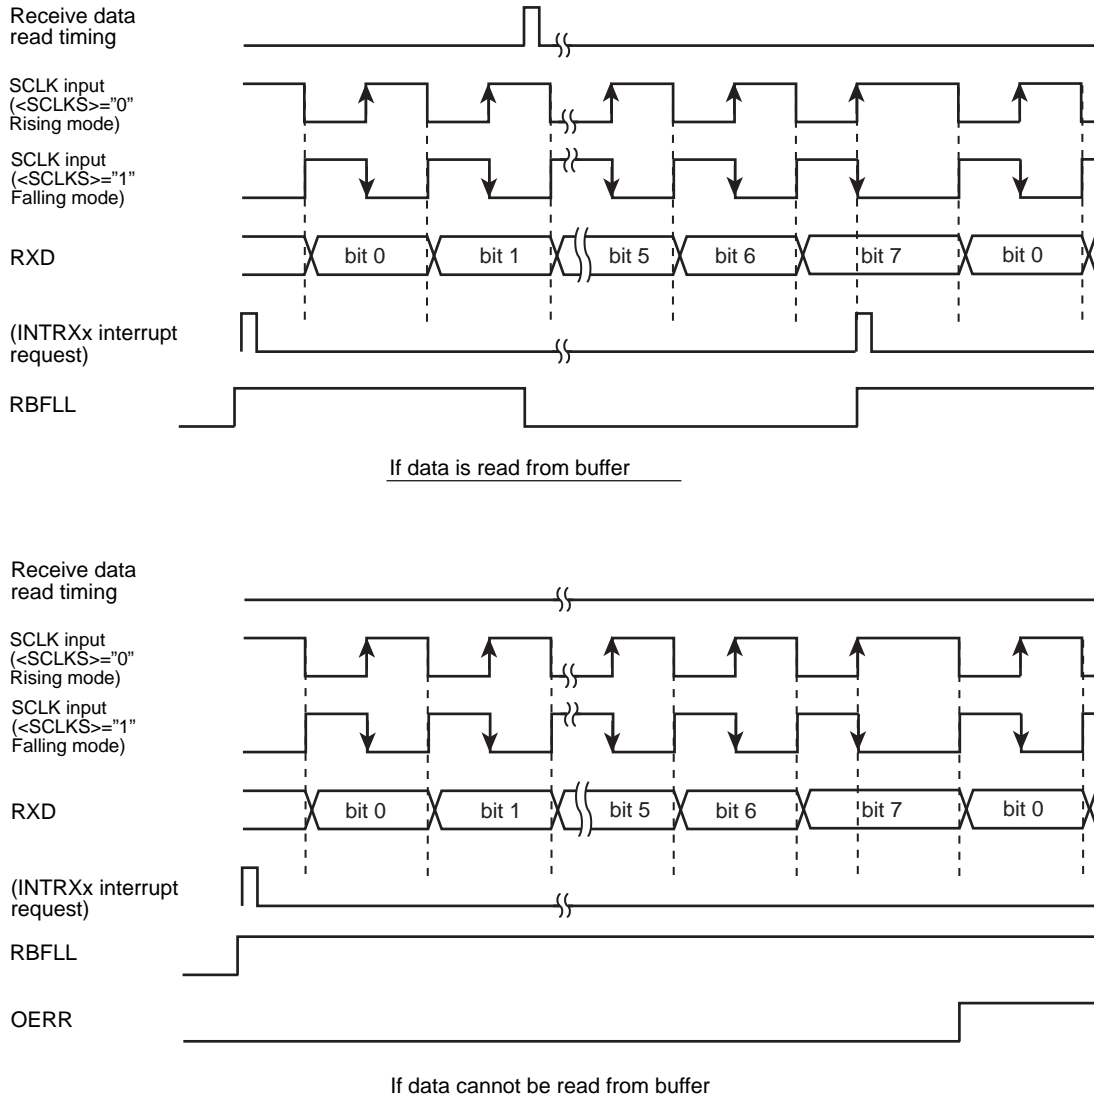 Receive data
read timing
SCLK input
(<SCLKS>="0"
Rising mode)
SCLK input
(<SCLKS>="1"
Falling mode)
RXD
bit 0
bit 1
bit 5
bit 6
bit 7
bit 0
(INTRXx interrupt
request)
RBFLL
If data is read from buffer
Receive data
read timing
SCLK input
(<SCLKS>="0"
Rising mode)
SCLK input
(<SCLKS>="1"
Falling mode)
RXD
bit 0
bit 1
bit 5
bit 6
bit 7
bit 0
(INTRXx interrupt
request)
RBFLL
OERR
If data cannot be read from buffer